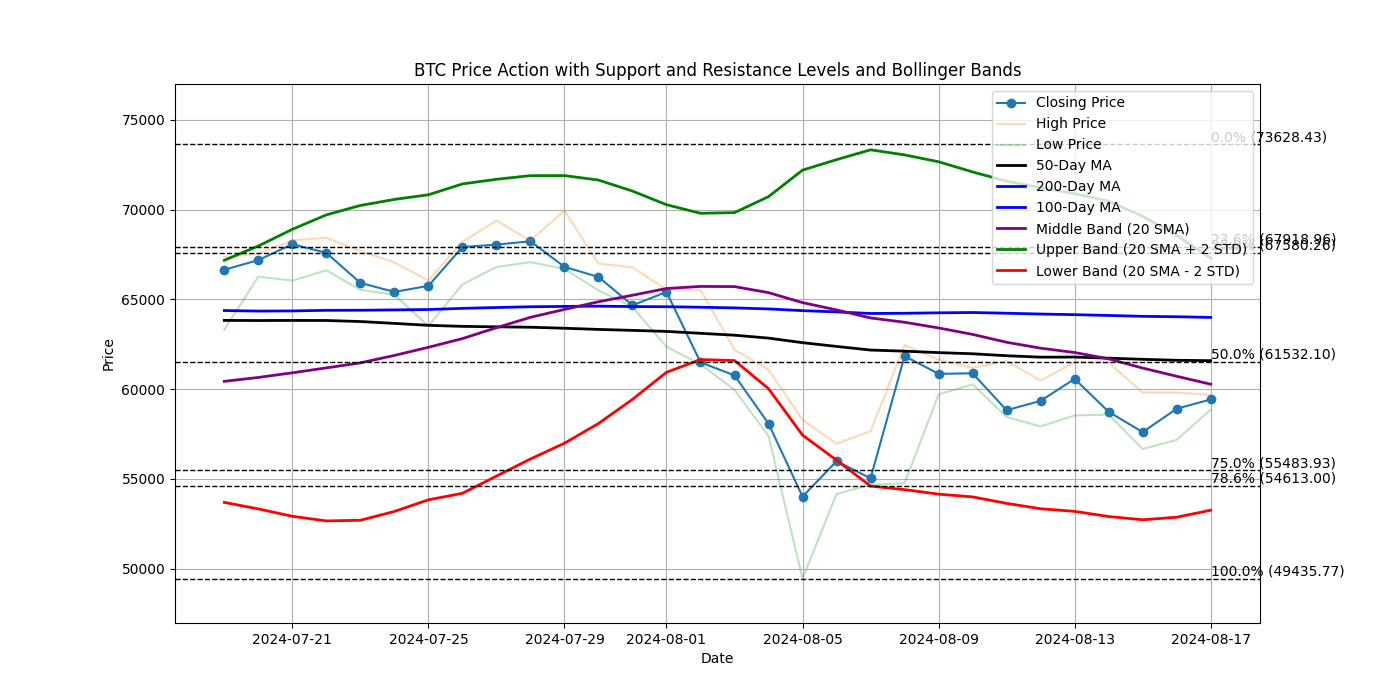 BTC Price Action with Support and Resistance Levels and Bollinger Bands
Price
75000
70000
65000
60000
55000
50000
Closing Price
High Price
Low Price
50-Day MA
200-Day MA
100-Day MA
Middle Band (20 SMA)
Upper Band (20 SMA + 2 STD)
Lower Band (20 SMA - 2 STD)
0.0% (73628.43)
23.6% (67918.96)
50.0% (61532.10)
75.0% (55483.93)
78.6% (54613.00)
100.0% (49435.77)
2024-07-21
2024-07-25
2024-07-29
2024-08-01
2024-08-05
2024-08-09
2024-08-13
2024-08-17
Date